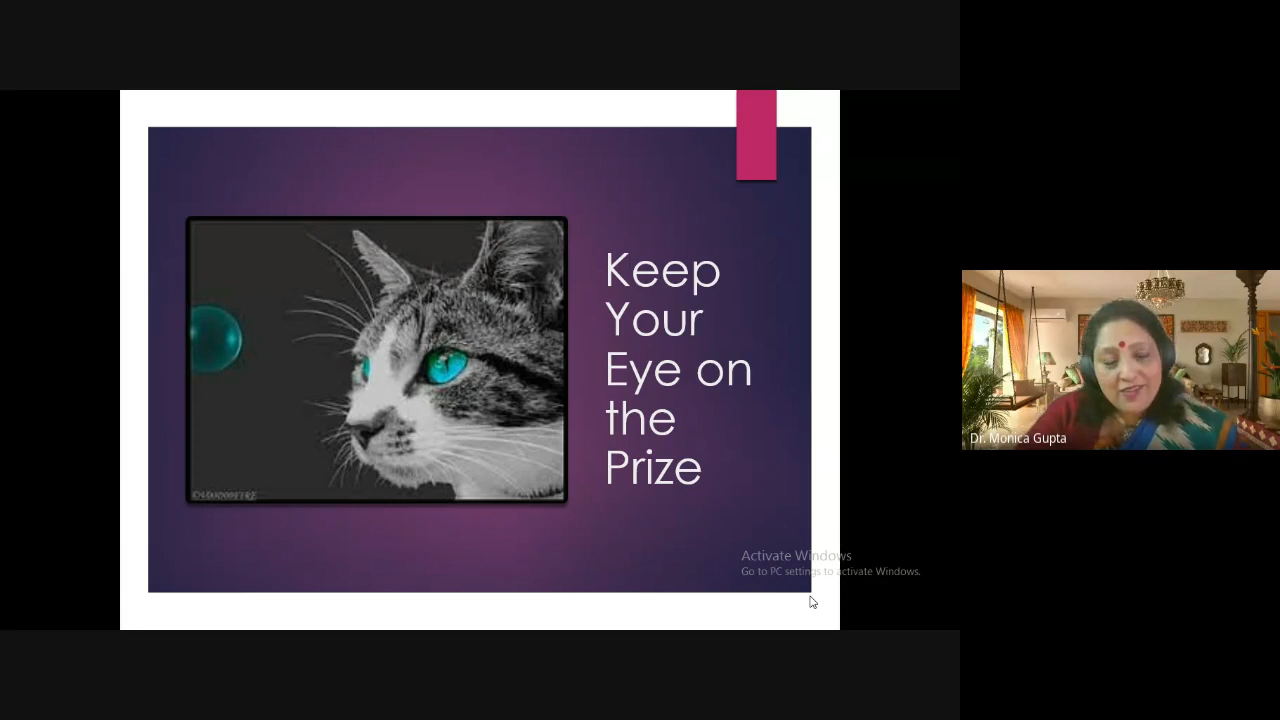 Keep
Your
Eye on
the
Prize
Activate Windows
Go to PC settings to activate Windows.
Dr. Monica Gupta